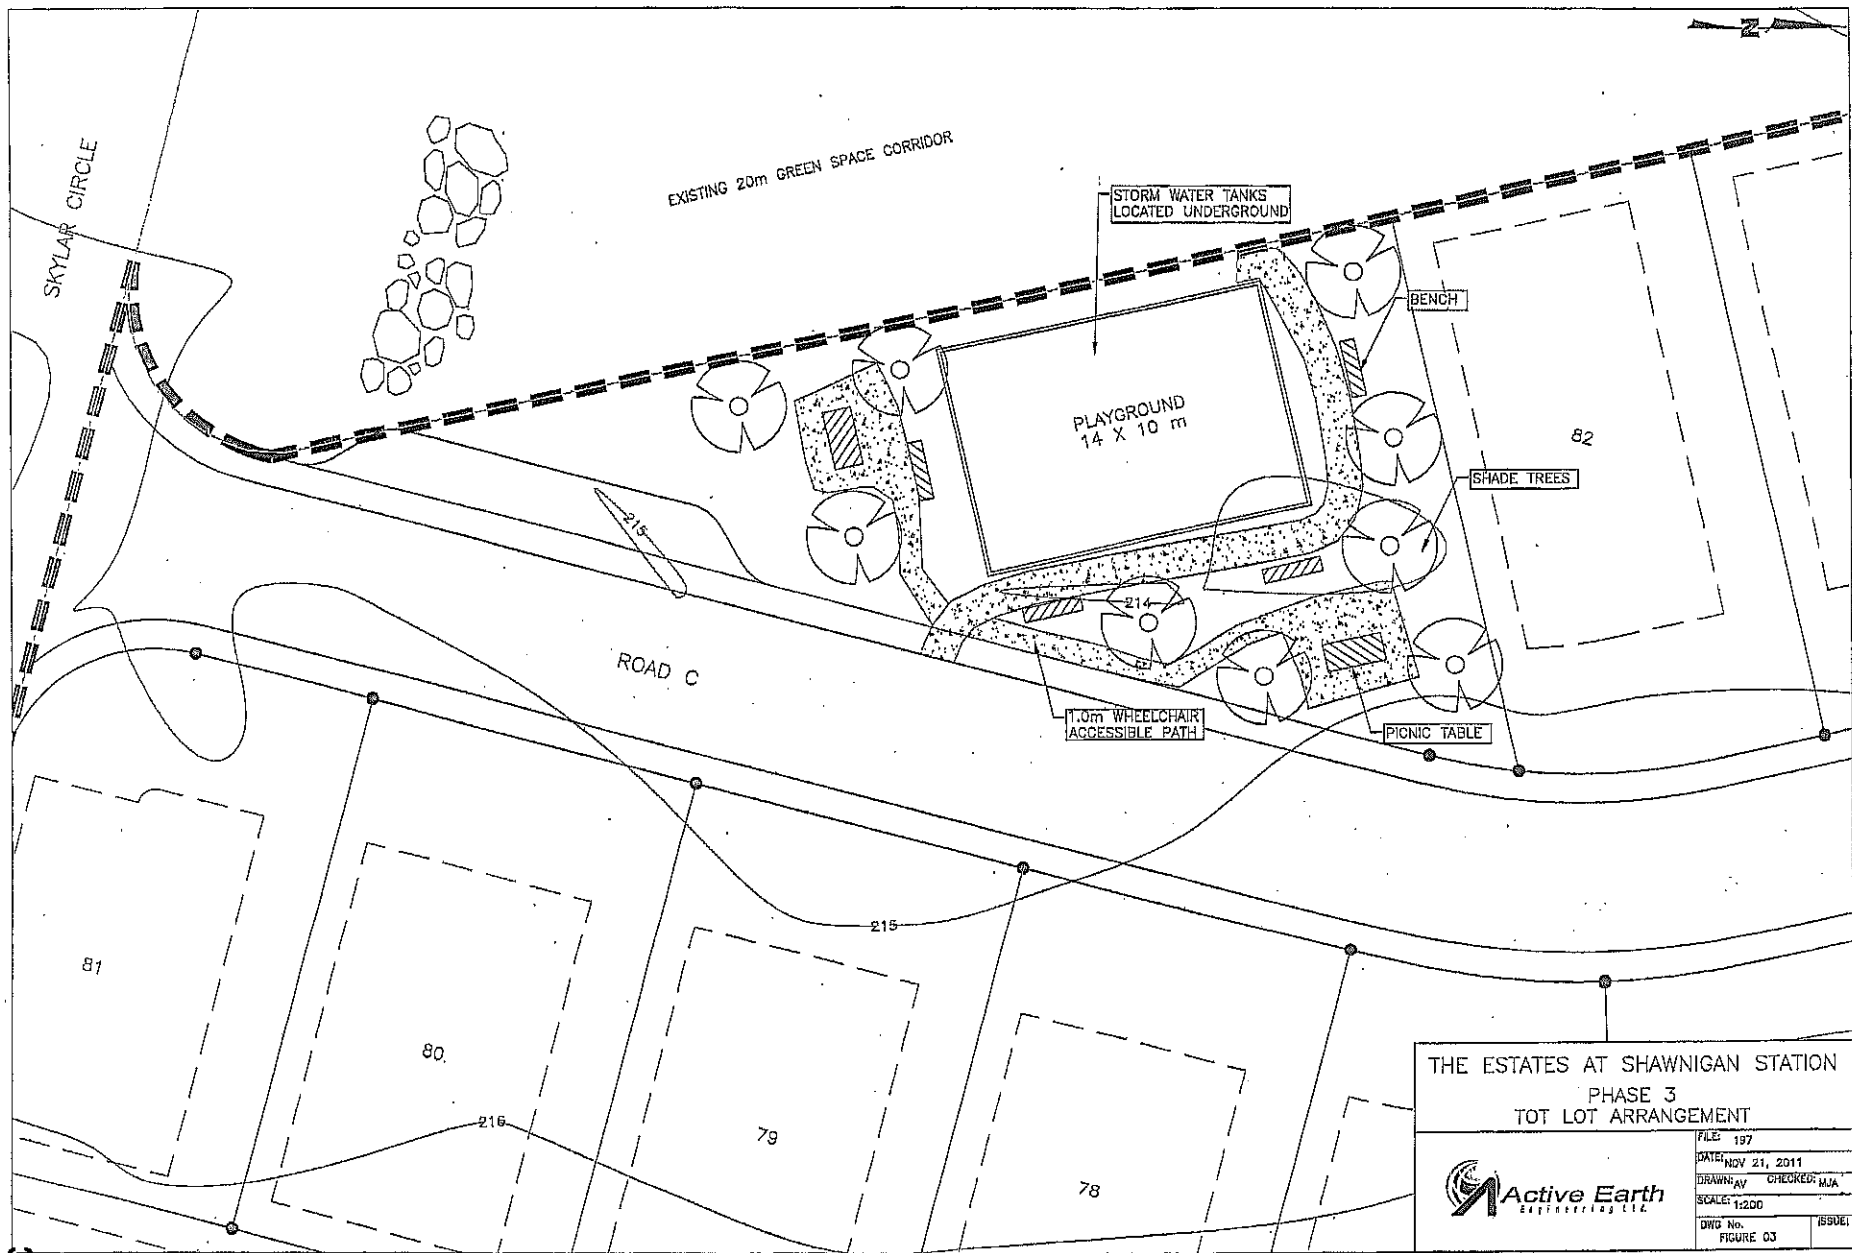 N
SKYLAR CIRCLE
EXISTING 20m GREEN SPACE CORRIDOR
STORM WATER TANKS
LOCATED UNDERGROUND
BENCH
PLAYGROUND
14 X 10 m
82
SHADE TREES
215
214
ROAD C
1.0m WHEELCHAIR
ACCESSIBLE PATH
PICNIC TABLE
215
81
80
79
78
216
THE ESTATES AT SHAWNIGAN STATION
PHASE 3
TOT LOT ARRANGEMENT
FILE: 197
DATE: NOV 21, 2011
DRAWN: AV CHECKED: MJA
SCALE: 1:200
DWG No. ISSUE:
FIGURE 03
Active Earth
Engineering Ltd.